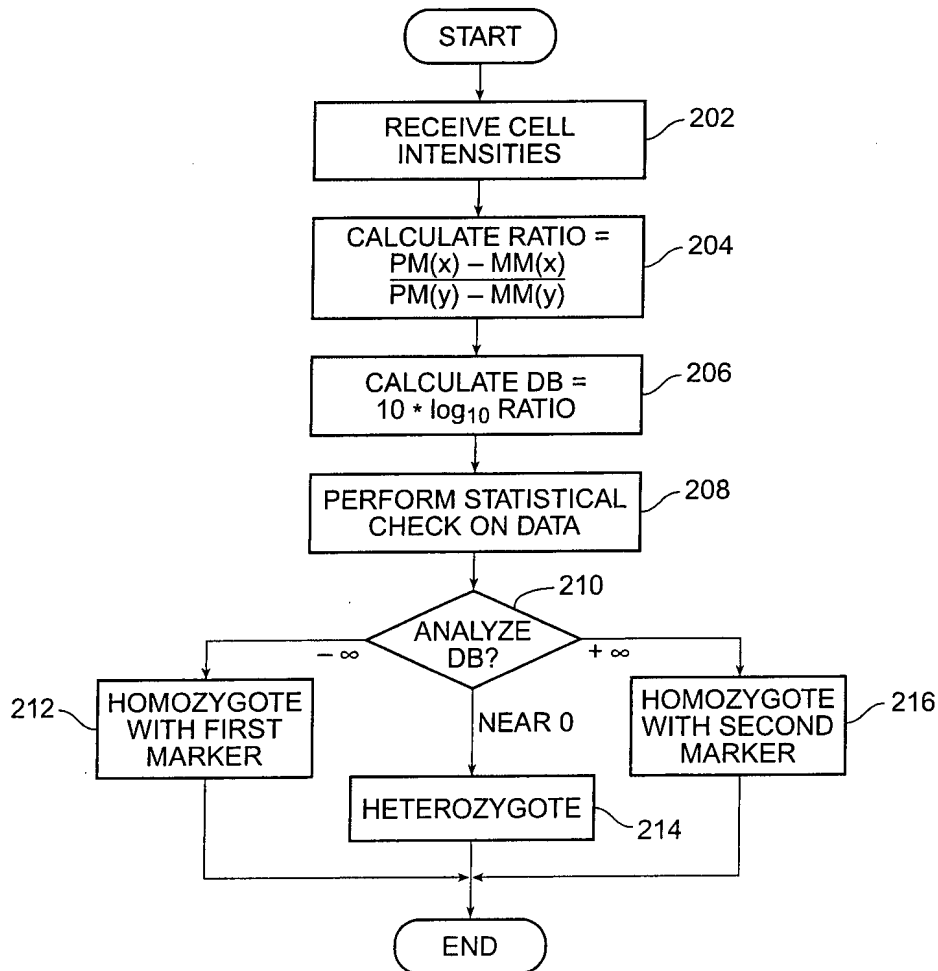 START
RECEIVE CELL
INTENSITIES
202
CALCULATE RATIO =
PM(x) – MM(x)
PM(y) – MM(y)
204
CALCULATE DB =
10 * log₁₀ RATIO
206
PERFORM STATISTICAL
CHECK ON DATA
208
210
ANALYZE
DB?
– ∞
+ ∞
NEAR 0
212
HOMOZYGOTE
WITH FIRST
MARKER
HOMOZYGOTE
WITH SECOND
MARKER
216
HETEROZYGOTE
214
END